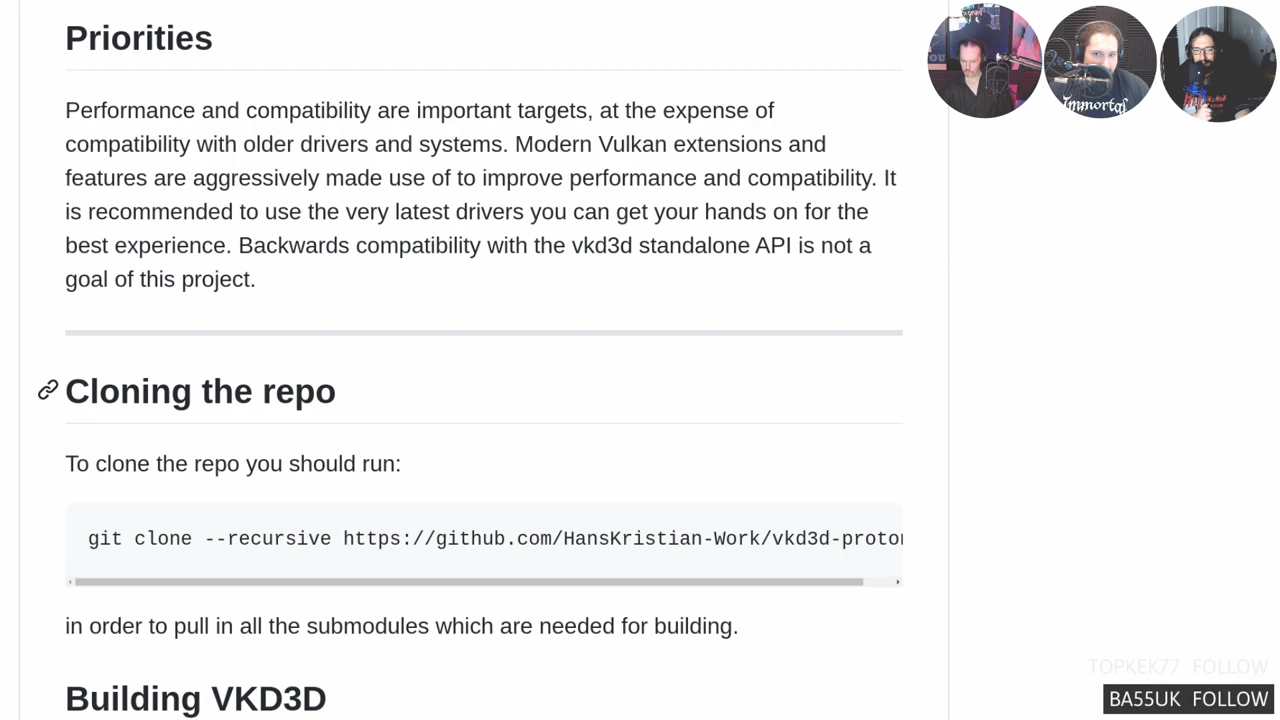 Priorities
Performance and compatibility are important targets, at the expense of
compatibility with older drivers and systems. Modern Vulkan extensions and
features are aggressively made use of to improve performance and compatibility. It
is recommended to use the very latest drivers you can get your hands on for the
best experience. Backwards compatibility with the vkd3d standalone API is not a
goal of this project.
Cloning the repo
To clone the repo you should run:
git clone --recursive https://github.com/HansKristian-Work/vkd3d-proton
in order to pull in all the submodules which are needed for building.
Building VKD3D
Immortal
TOPKEK77 FOLLOW
BA55UK FOLLOW